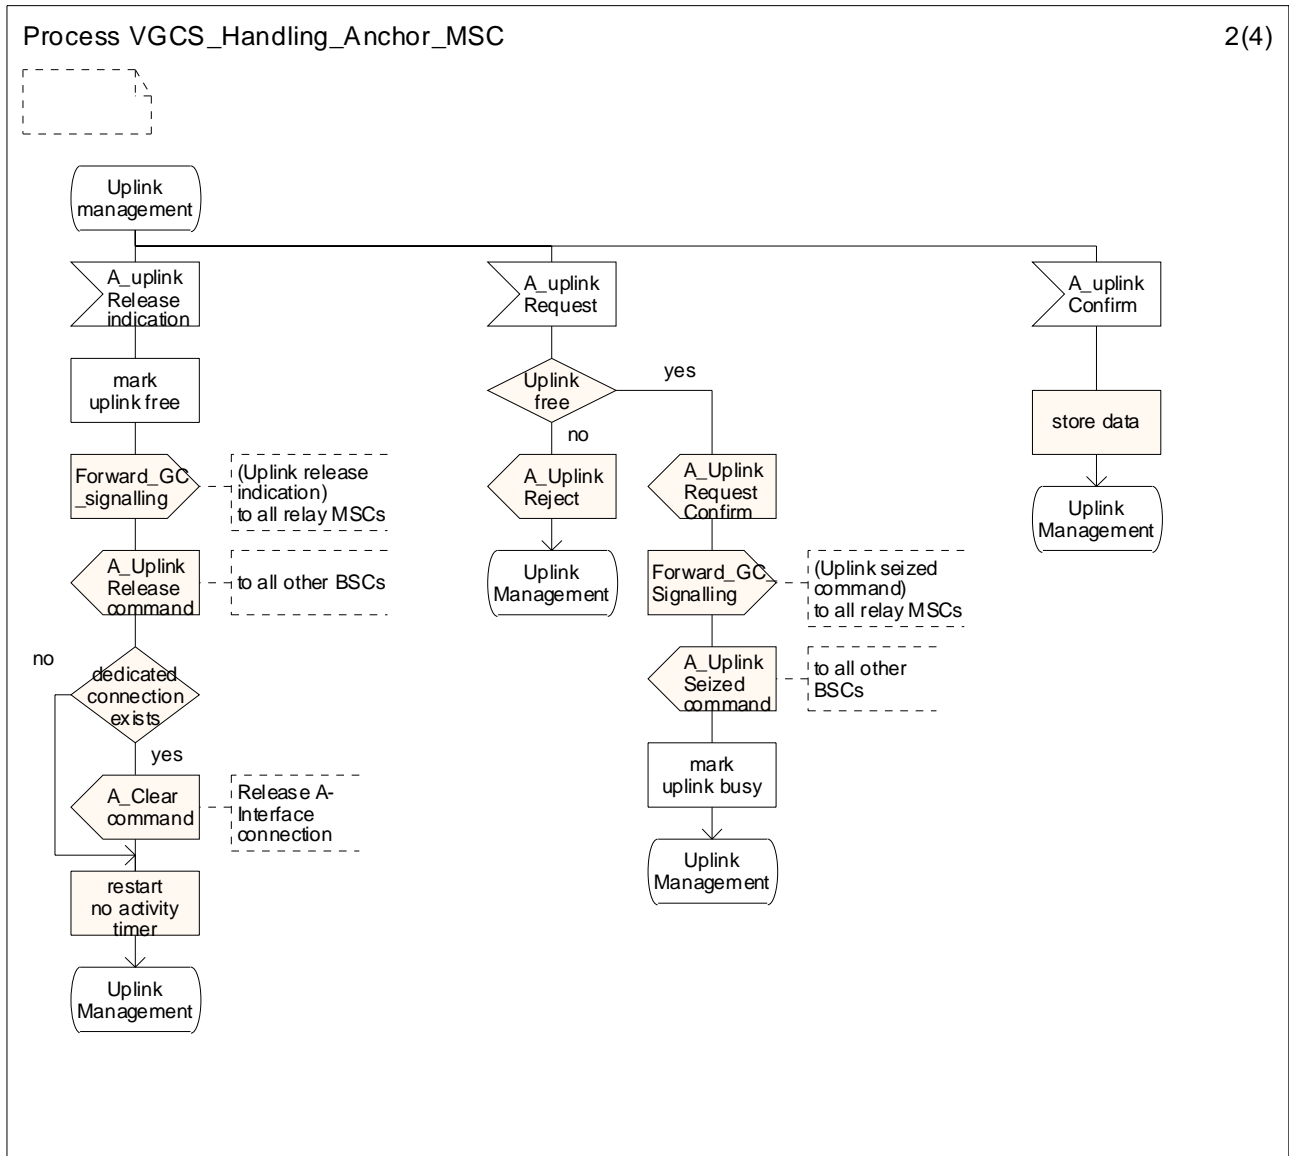 Process VGCS_Handling_Anchor_MSC
2(4)
Uplink
management
A_uplink
Release
indication
mark
uplink free
Forward_GC
_signalling
(Uplink release
indication)
to all relay MSCs
A_Uplink
Release
command
to all other BSCs
no
dedicated
connection
exists
yes
A_Clear
command
Release A-
Interface
connection
restart
no activity
timer
Uplink
Management
A_uplink
Request
Uplink
free
yes
no
A_Uplink
Reject
Uplink
Management
A_Uplink
Request
Confirm
Forward_GC_
Signalling
(Uplink seized
command)
to all relay MSCs
A_Uplink
Seized
command
to all other
BSCs
mark
uplink busy
Uplink
Management
A_uplink
Confirm
store data
Uplink
Management